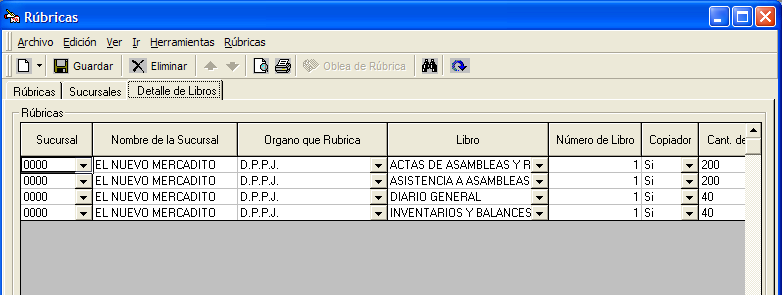 Rúbricas
Archivo Edición Ver Ir Herramientas Rúbricas
Guardar Eliminar Oblea de Rúbrica
Rúbricas Sucursales Detalle de Libros
Rúbricas
Sucursal Nombre de la Sucursal Organo que Rubrica Libro Número de Libro Copiador Cant. de
0000 EL NUEVO MERCADITO D.P.P.J. ACTAS DE ASAMBLEAS Y R 1 Si 200
0000 EL NUEVO MERCADITO D.P.P.J. ASISTENCIA A ASAMBLEAS 1 Si 200
0000 EL NUEVO MERCADITO D.P.P.J. DIARIO GENERAL 1 Si 40
0000 EL NUEVO MERCADITO D.P.P.J. INVENTARIOS Y BALANCES 1 Si 40